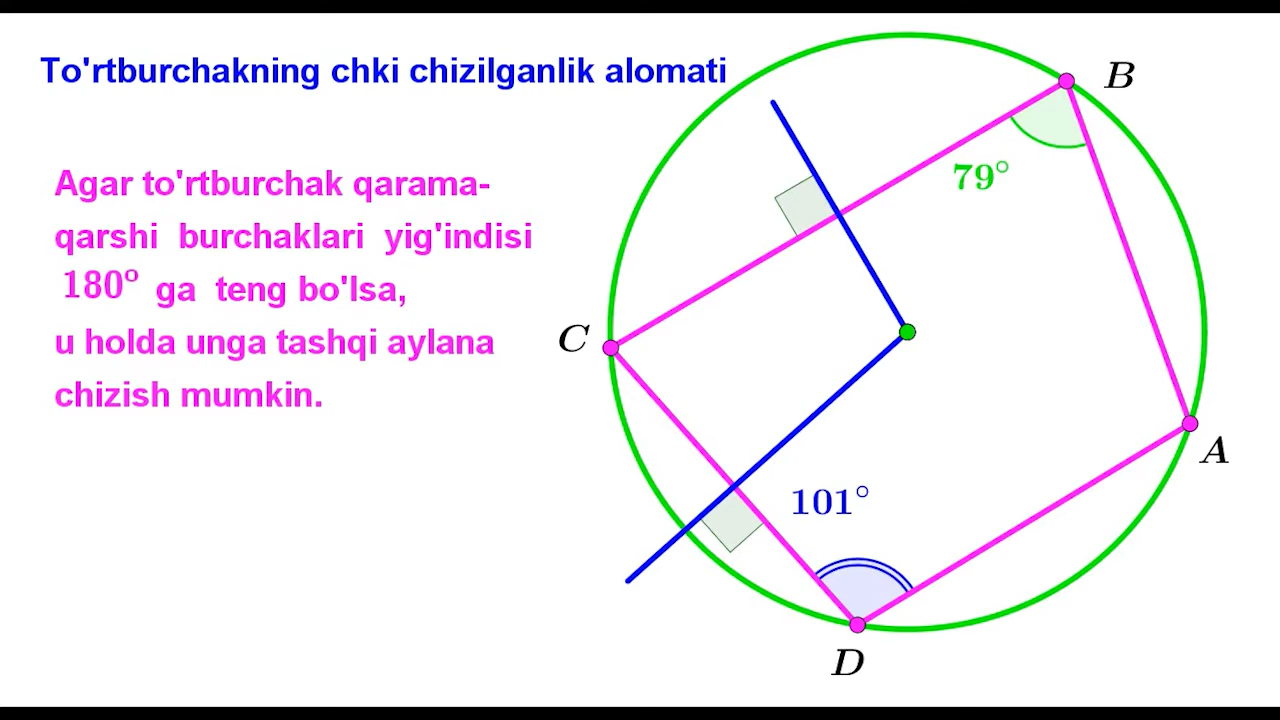 To'rtburchakning chki chizilganlik alomati
Agar to'rtburchak qarama-
qarshi burchaklari yig'indisi
180º ga teng bo'lsa,
u holda unga tashqi aylana
chizish mumkin.
B
79°
C
A
101°
D